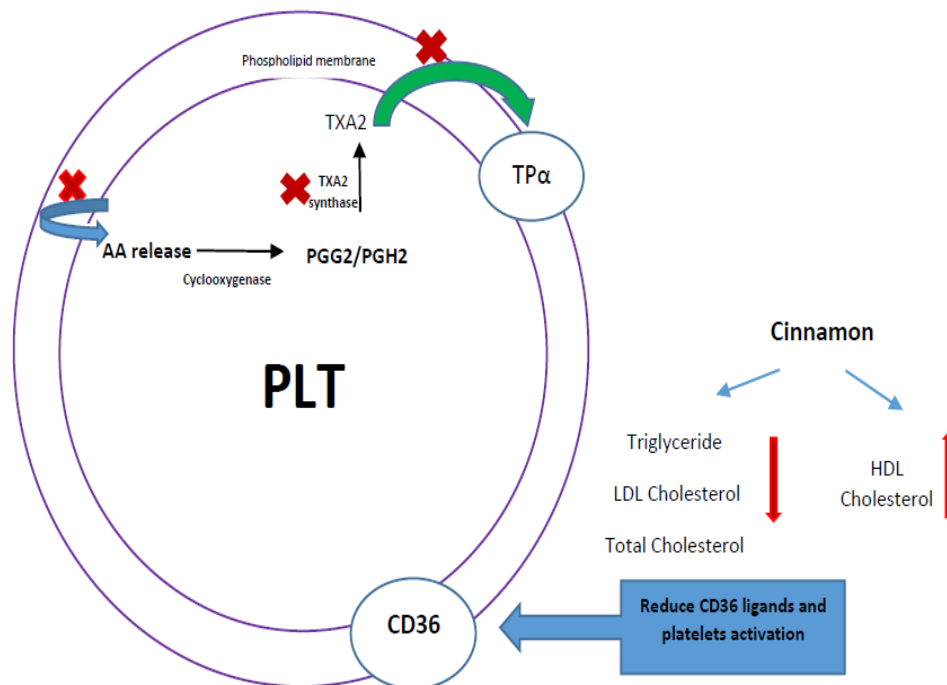 Phospholipid membrane
TXA2
TPα
TXA2
synthase
AA release
PGG2/PGH2
Cyclooxygenase
PLT
CD36
Cinnamon
Triglyceride
LDL Cholesterol
Total Cholesterol
HDL
Cholesterol
Reduce CD36 ligands and
platelets activation